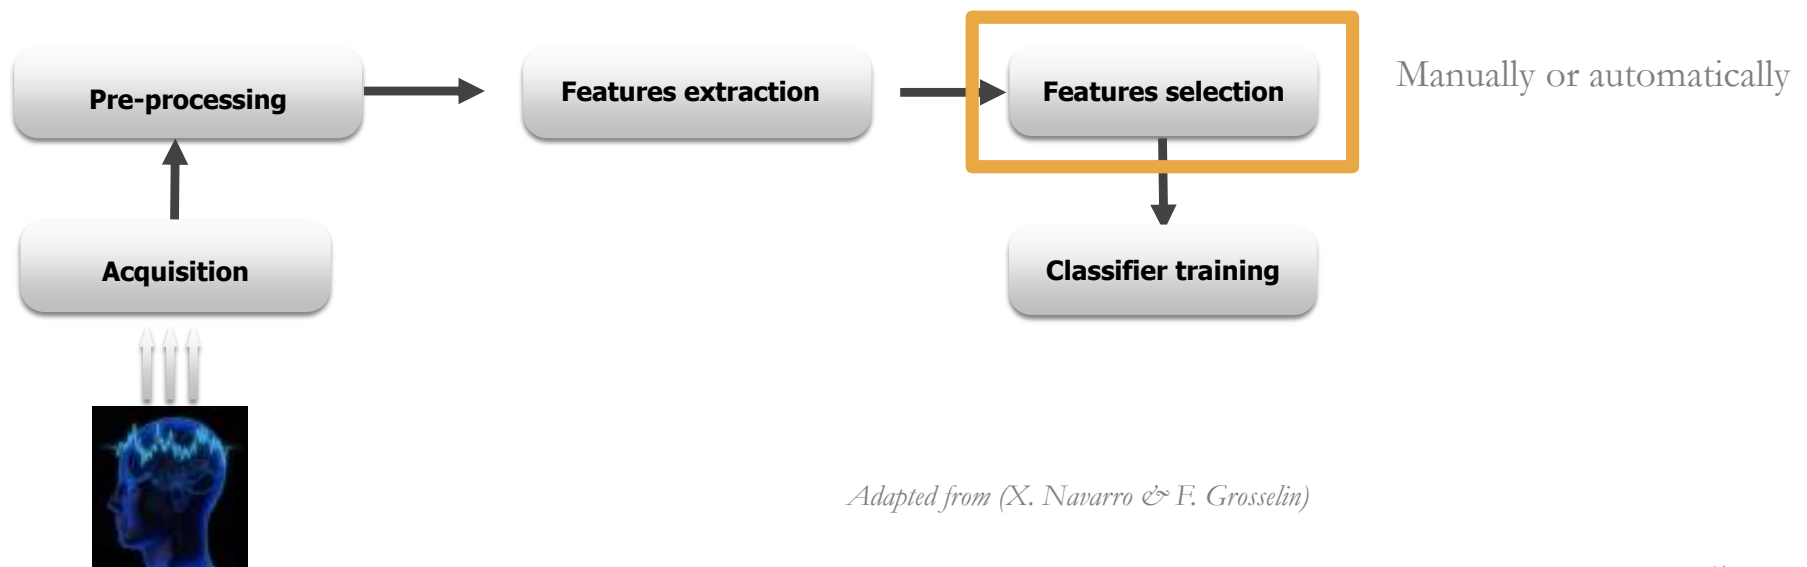 Pre-processing
Features extraction
Features selection
Manually or automatically
Acquisition
Classifier training
Adapted from (X. Navarro & F. Grosselin)